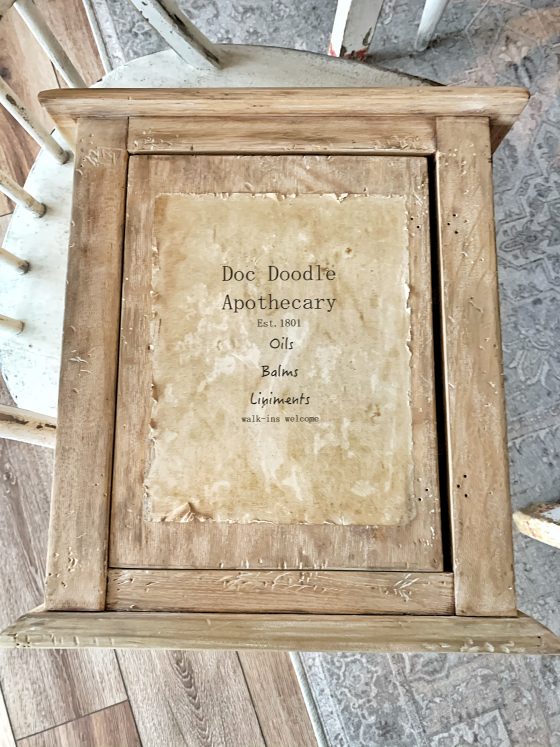 Doc Doodle
Apothecary
Est. 1801
Oils
Balms
Liniments
walk-ins welcome